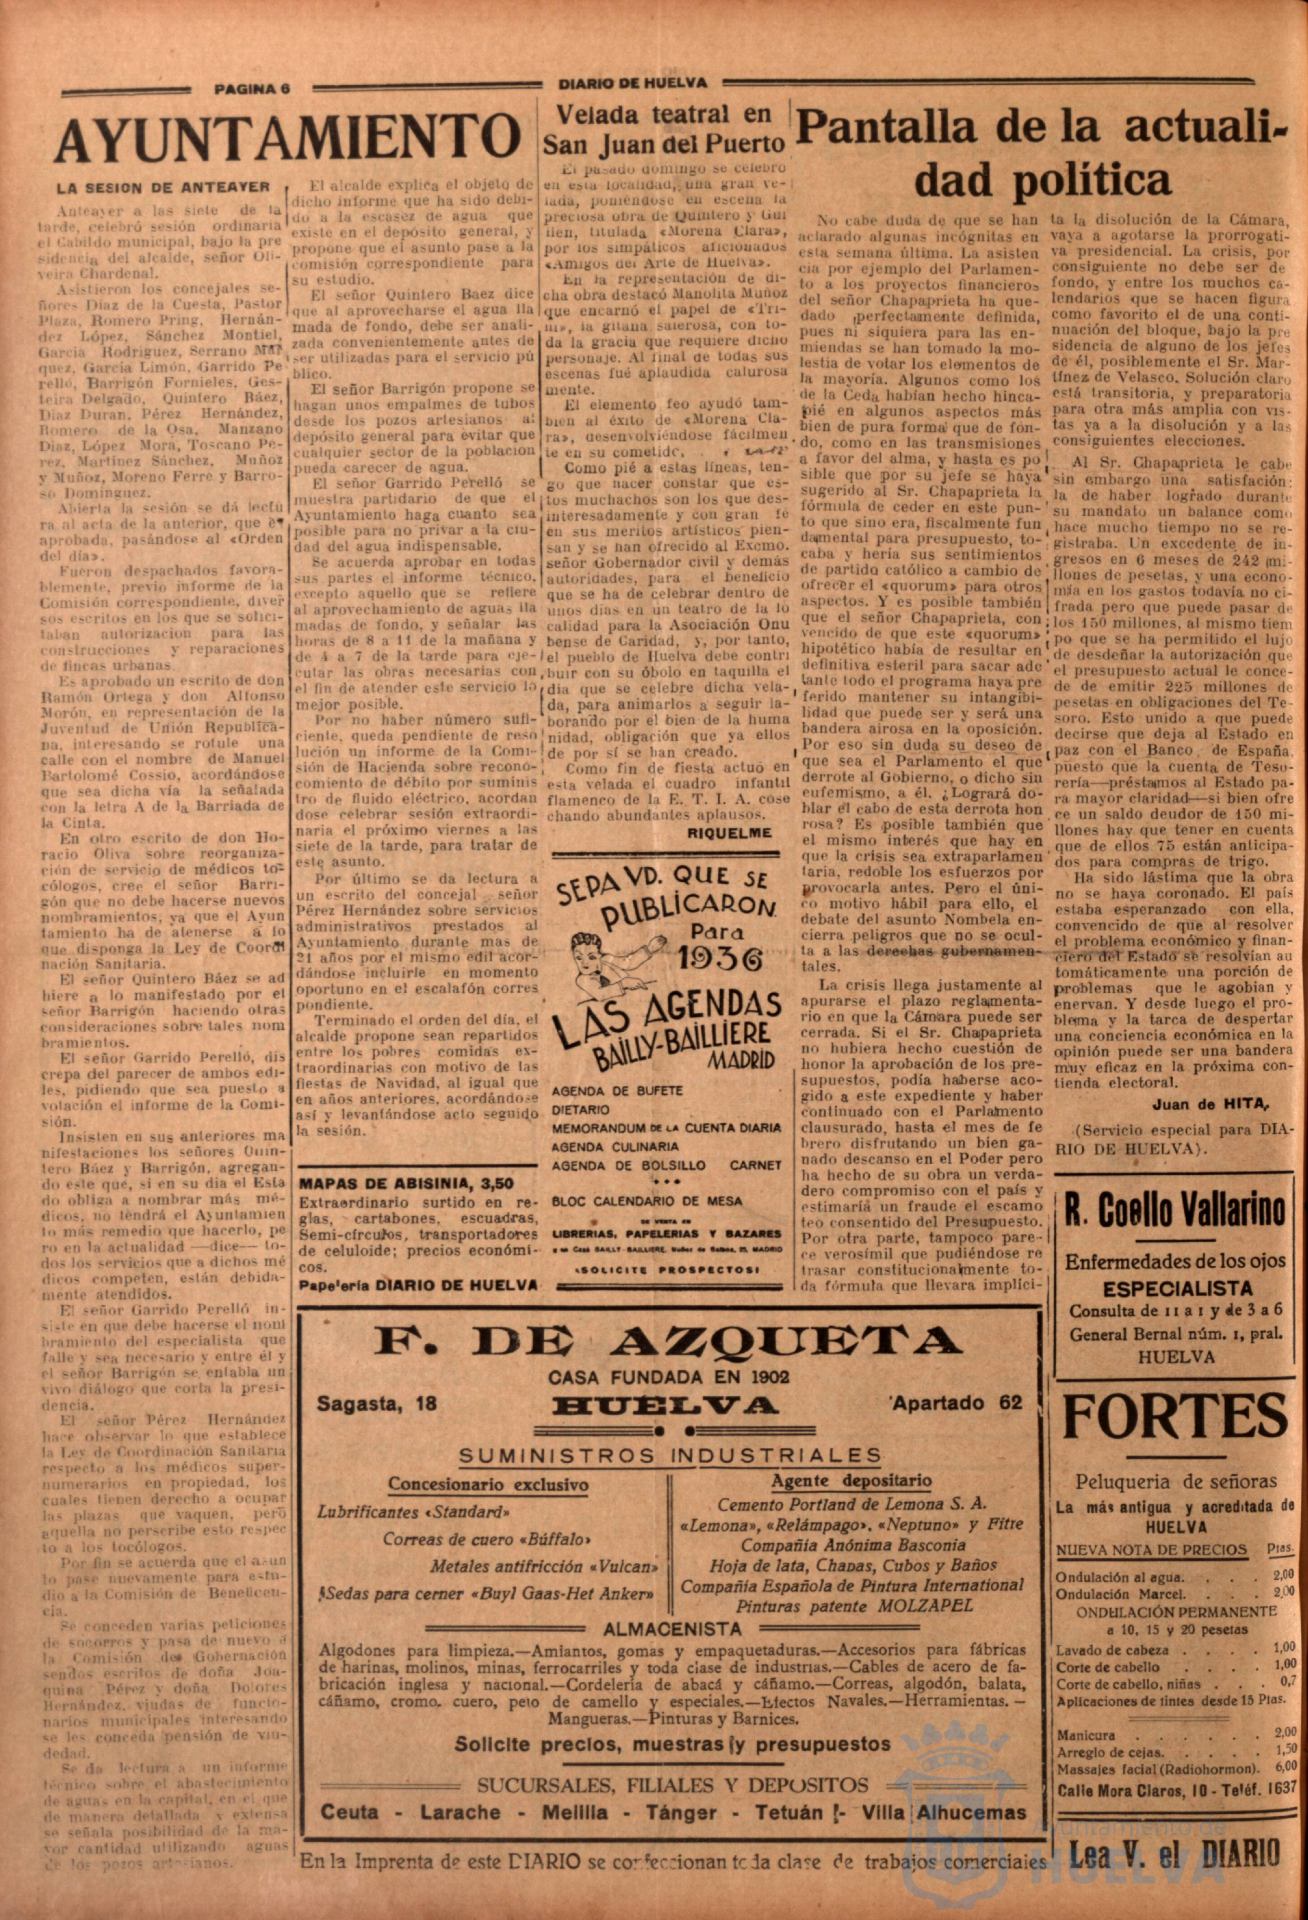 PAGINA 6
DIARIO DE HUELVA
AYUNTAMIENTO
LA SESION DE ANTEAYER
Anteayer a las siete de la
tarde, celebró sesión ordinaria
el Cabildo municipal, bajo la pre
sidencia del alcalde, señor Oli-
veira Chardenal.
Asistieron los concejales se-
ñores Díaz de la Cuesta, Pastor
Plaza, Romero Pring, Hernán-
dez López, Sánchez Montiel,
García Rodríguez, Serrano Már
quez, García Limón, Garrido Pe
relló, Barrigón Fornieles, Ges-
teira Delgado, Quintero Báez,
Díaz Duran, Pérez Hernández,
Romero de la Osa, Manzano
Díaz, López Mora, Toscano Pe-
rez, Martínez Sánchez, Muñoz
y Muñoz, Moreno Ferre y Barro-
so Domínguez.
Abierta la sesión se dá lectu
ra al acta de la anterior, que es
aprobada, pasándose al «Orden
del día».
Fueron despachados favora-
blemente, previo informe de la
Comisión correspondiente, diver
sos escritos en los que se solici-
taban autorización para las
construcciones y reparaciones
de fincas urbanas.
Es aprobado un escrito de don
Ramón Ortega y don Alfonso
Morón, en representación de la
Juventud de Unión Republica-
na, interesando se rotule una
calle con el nombre de Manuel
Bartolomé Cossio, acordándose
que sea dicha vía la señalada
con la letra A de la Barriada de
la Cinta.
En otro escrito de don Ho-
racio Oliva sobre reorganiza-
ción de servicio de médicos to-
cólogos, cree el señor Barri-
gón que no debe hacerse nuevos
nombramientos, ya que el Ayun
tamiento ha de atenerse a lo
que disponga la Ley de Coordi
nación Sanitaria.
El señor Quintero Báez se ad
hiere a lo manifestado por el
señor Barrigón haciendo otras
consideraciones sobre tales nom
bramientos.
El señor Garrido Perelló, dis
crepa del parecer de ambos edi-
les, pidiendo que sea puesto a
votación el informe de la Comi-
sión.
Insisten en sus anteriores ma
nifestaciones los señores Quin-
tero Báez y Barrigón, agregan-
do este que, si en su día el Esta
do obliga a nombrar más mé-
dicos, no tendrá el Ayuntamien
to más remedio que hacerlo, pe
ro en la actualidad —dice— to-
dos los servicios que a dichos mé
dicos competen, están debida-
mente atendidos.
El señor Garrido Perelló in-
siste en que debe hacerse el nom
bramiento del especialista que
falle y sea necesario y entre él y
el señor Barrigón se entabla un
vivo diálogo que corta la presi-
dencia.
El señor Pérez Hernández
hace observar lo que establece
la Ley de Coordinación Sanitaria
respecto a los médicos super-
numerarios en propiedad, los
cuales tienen derecho a ocupar
las plazas que vaquen, pero
aquella no perscribe esto respec
to a los tocólogos.
Por fin se acuerda que el asun
to pase nuevamente para estu-
dio a la Comisión de Beneficen-
cia.
Se conceden varias peticiones
de socorros y pasa de nuevo a
la Comisión de Gobernación
sendos escritos de doña Joa-
quina Pérez y doña Dolores
Hernández, viudas de funcio-
narios municipales interesando
se les conceda pensión de viu-
dedad.
Se da lectura a un informe
técnico sobre el abastecimiento
de aguas en la capital, en el que
de manera detallada y extensa
se señala posibilidad de la ma-
yor cantidad utilizando aguas
de los pozos artesianos.
El alcalde explica el objeto de
dicho informe que ha sido debi-
do a la escasez de agua que
existe en el depósito general, y
propone que el asunto pase a la
comisión correspondiente para
su estudio.
El señor Quintero Baez dice
que al aprovecharse el agua lla
mada de fondo, debe ser anali-
zada convenientemente antes de
ser utilizadas para el servicio pú
blico.
El señor Barrigón propone se
hagan unos empalmes de tubos
desde los pozos artesianos al
depósito general para evitar que
cualquier sector de la poblacion
pueda carecer de agua.
El señor Garrido Perelló se
muestra partidario de que el
Ayuntamiento haga cuanto sea
posible para no privar a la ciu-
dad del agua indispensable.
Se acuerda aprobar en todas
sus partes el informe técnico,
excepto aquello que se refiere
al aprovechamiento de aguas lla
madas de fondo, y señalar las
horas de 8 a 11 de la mañana y
de 4 a 7 de la tarde para eje-
cutar las obras necesarias con
el fin de atender este servicio lo
mejor posible.
Por no haber número sufi-
ciente, queda pendiente de reso
lución un informe de la Comi-
sión de Hacienda sobre recono-
comiento de débito por suminis
tro de fluido eléctrico, acordan
dose celebrar sesión extraordi-
naria el próximo viernes a las
siete de la tarde, para tratar de
este asunto.
Por último se da lectura a
un escrito del concejal señor
Pérez Hernández sobre servicios
administrativos prestados al
Ayuntamiento durante mas de
21 años por el mismo edil acor-
dándose incluirle en momento
oportuno en el escalafón corres
pondiente.
Terminado el orden del día, el
alcalde propone sean repartidos
entre los pobres comidas ex-
traordinarias con motivo de las
fiestas de Navidad, al igual que
en años anteriores, acordándose
así y levantándose acto seguido
la sesión.
MAPAS DE ABISINIA, 3,50
Extraordinario surtido en re-
glas, cartabones, escuadras,
Semi-círculos, transportadores
de celuloide; precios económi-
cos.
Papelería DIARIO DE HUELVA
Velada teatral en
San Juan del Puerto
El pasado domingo se celebró
en esta localidad, una gran ve-
lada, poniéndose en escena la
preciosa obra de Quintero y Gui
llen, titulada «Morena Clara»,
por los simpáticos aficionados
«Amigos del Arte de Huelva».
En la representación de di-
cha obra destacó Manolita Muñoz
que encarnó el papel de «Tri-
ni», la gitana salerosa, con to-
da la gracia que requiere dicho
personaje. Al final de todas sus
escenas fué aplaudida calurosa
mente.
El elemento feo ayudó tam-
bien al éxito de «Morena Cla-
ra», desenvolviéndose fácilmen
te en su cometido.
Como pié a estas líneas, ten-
go que hacer constar que es-
tos muchachos son los que des-
interesadamente y con gran fe
en sus meritos artísticos pien-
san y se han ofrecido al Excmo.
señor Gobernador civil y demás
autoridades, para el beneficio
que se ha de celebrar dentro de
unos días en un teatro de la lo
calidad para la Asociación Onu
bense de Caridad, y, por tanto,
el pueblo de Huelva debe contri
buir con su óbolo en taquilla el
día que se celebre dicha vela-
da, para animarlos a seguir la-
borando por el bien de la huma
nidad, obligación que ya ellos
de por sí se han creado.
Como fin de fiesta actuó en
esta velada el cuadro infantil
flamenco de la E. T. I. A. cose
chando abundantes aplausos.
RIQUELME
SEPA VD. QUE SE
PUBLICARON
Para
1936
LAS AGENDAS
BAILLY-BAILLIERE
MADRID
AGENDA DE BUFETE
DIETARIO
MEMORANDUM DE LA CUENTA DIARIA
AGENDA CULINARIA
AGENDA DE BOLSILLO CARNET
BLOC CALENDARIO DE MESA
DE VENTA EN
LIBRERIAS, PAPELERIAS Y BAZARES
y en Casa BAILLY-BAILLIERE, Núñez de Balboa, 25, MADRID
¡SOLICITE PROSPECTOS!
Pantalla de la actuali-
dad política
No cabe duda de que se han
aclarado algunas incógnitas en
esta semana última. La asisten
cia por ejemplo del Parlamen-
to a los proyectos financieros
del señor Chapaprieta ha que-
dado perfectamente definida,
pues ni siquiera para las en-
miendas se han tomado la mo-
lestia de votar los elementos de
la mayoría. Algunos como los
de la Ceda habían hecho hinca-
pié en algunos aspectos más
bien de pura forma que de fon-
do, como en las transmisiones
a favor del alma, y hasta es po
sible que por su jefe se haya
sugerido al Sr. Chapaprieta la
fórmula de ceder en este pun-
to que sino era, fiscalmente fun
damental para presupuesto, to-
caba y hería sus sentimientos
de partido católico a cambio de
ofrecer el «quorum» para otros
aspectos. Y es posible también
que el señor Chapaprieta, con
vencido de que este «quorum»
hipotético había de resultar en
definitiva esteril para sacar ade
lante todo el programa haya pre
ferido mantener su intangibi-
lidad que puede ser y será una
bandera airosa en la oposición.
Por eso sin duda su deseo de
que sea el Parlamento el que
derrote al Gobierno, o dicho sin
eufemismo, a él. ¿Logrará do-
blar el cabo de esta derrota hon
rosa? Es posible también que
el mismo interés que hay en
que la crisis sea extraparlamen
taria, redoble los esfuerzos por
provocarla antes. Pero el úni-
co motivo hábil para ello, el
debate del asunto Nombela en-
cierra peligros que no se ocul-
ta a las derechas gubernamen-
tales.
La crisis llega justamente al
apurarse el plazo reglamenta-
rio en que la Cámara puede ser
cerrada. Si el Sr. Chapaprieta
no hubiera hecho cuestión de
honor la aprobación de los pre-
supuestos, podía haberse aco-
gido a este expediente y haber
continuado con el Parlamento
clausurado, hasta el mes de fe
brero disfrutando un bien ga-
nado descanso en el Poder pero
ha hecho de su obra un verda-
dero compromiso con el país y
estimaría un fraude el escamo
teo consentido del Presupuesto.
Por otra parte, tampoco pare-
ce verosímil que pudiéndose re
trasar constitucionalmente to-
da fórmula que llevara implíci-
ta la disolución de la Cámara,
vaya a agotarse la prorrogati-
va presidencial. La crisis, por
consiguiente no debe ser de
fondo, y entre los muchos ca-
lendarios que se hacen figura
como favorito el de una conti-
nuación del bloque, bajo la pre
sidencia de alguno de los jefes
de él, posiblemente el Sr. Mar-
tínez de Velasco. Solución claro
está transitoria, y preparatoria
para otra más amplia con vis-
tas ya a la disolución y a las
consiguientes elecciones.
Al Sr. Chapaprieta le cabe
sin embargo una satisfación:
la de haber logrado durante
su mandato un balance como
hace mucho tiempo no se re-
gistraba. Un excedente de in-
gresos en 6 meses de 242 mi-
llones de pesetas, y una econo-
mía en los gastos todavía no ci-
frada pero que puede pasar de
los 150 millones, al mismo tiem
po que se ha permitido el lujo
de desdeñar la autorización que
el presupuesto actual le conce-
de de emitir 225 millones de
pesetas en obligaciones del Te-
soro. Esto unido a que puede
decirse que deja al Estado en
paz con el Banco de España,
puesto que la cuenta de Teso-
rería—préstamos al Estado pa-
ra mayor claridad—si bien ofre
ce un saldo deudor de 150 mi-
llones hay que tener en cuenta
que de ellos 75 están anticipa-
dos para compras de trigo.
Ha sido lástima que la obra
no se haya coronado. El país
estaba esperanzado con ella,
convencido de que al resolver
el problema económico y finan-
ciero del Estado se resolvían au
tomáticamente una porción de
problemas que le agobian y
enervan. Y desde luego el pro-
blema y la tarca de despertar
una conciencia económica en la
opinión puede ser una bandera
muy eficaz en la próxima con-
tienda electoral.
Juan de HITA,
(Servicio especial para DIA-
RIO DE HUELVA).
R. Coello Vallarino
Enfermedades de los ojos
ESPECIALISTA
Consulta de 11 a 1 y de 3 a 6
General Bernal núm. 1, pral.
HUELVA
F. DE AZQUETA
CASA FUNDADA EN 1902
Sagasta, 18 HUELVA Apartado 62
SUMINISTROS INDUSTRIALES
Concesionario exclusivo
Lubrificantes «Standard»
Correas de cuero «Búffalo»
Metales antifricción «Vulcan»
Sedas para cerner «Buyl Gaas-Het Anker»
Agente depositario
Cemento Portland de Lemona S. A.
«Lemona», «Relámpago», «Neptuno» y Fitre
Compañía Anónima Basconia
Hoja de lata, Chapas, Cubos y Baños
Compañía Española de Pintura International
Pinturas patente MOLZAPEL
ALMACENISTA
Algodones para limpieza.—Amiantos, gomas y empaquetaduras.—Accesorios para fábricas
de harinas, molinos, minas, ferrocarriles y toda clase de industrias.—Cables de acero de fa-
bricación inglesa y nacional.—Cordelería de abacá y cáñamo.—Correas, algodón, balata,
cáñamo, cromo, cuero, pelo de camello y especiales.—Efectos Navales.—Herramientas.—
Mangueras.—Pinturas y Barnices.
Solicite precios, muestras y presupuestos
SUCURSALES, FILIALES Y DEPOSITOS
Ceuta - Larache - Melilla - Tánger - Tetuán - Villa Alhucemas
En la Imprenta de este DIARIO se confeccionan toda clase de trabajos comerciales
FORTES
Peluqueria de señoras
La más antigua y acreditada de
HUELVA
NUEVA NOTA DE PRECIOS Ptas.
Ondulación al agua. . . . 2,00
Ondulación Marcel. . . . 2,00
ONDULACIÓN PERMANENTE
a 10, 15 y 20 pesetas
Lavado de cabeza . . . . 1,00
Corte de cabello . . . . 1,00
Corte de cabello, niñas . . . 0,7
Aplicaciones de tintes desde 15 Ptas.
Manicura . . . . . . 2,00
Arreglo de cejas. . . . . 1,50
Massajes facial (Radiohormon). 6,00
Calle Mora Claros, 10 - Teléf. 1637
Lea V. el DIARIO
Ayuntamiento de
HUELVA